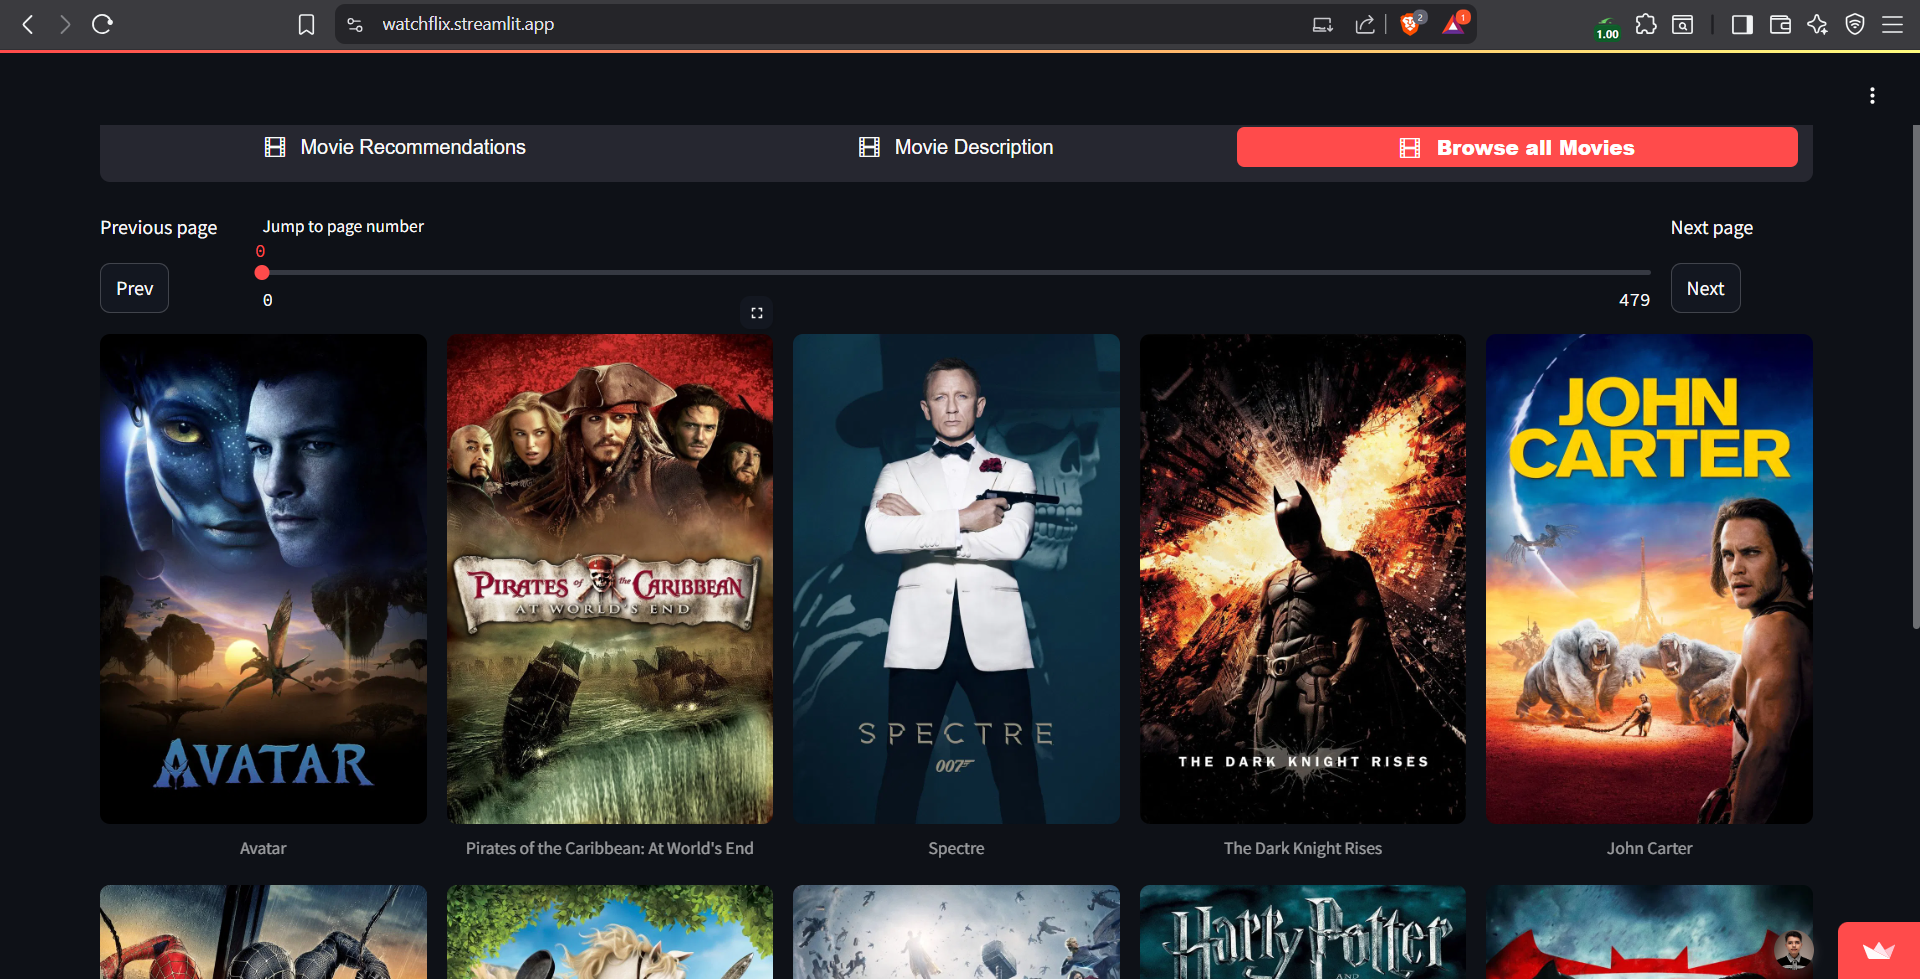 watchflix.streamlit.app
2
1
1.00
Movie Recommendations
Movie Description
Browse all Movies
Previous page
Jump to page number
Next page
0
Prev
0
479
Next
AVATAR
PIRATES of the CARIBBEAN
AT WORLD'S END
SPECTRE
007
THE DARK KNIGHT RISES
JOHN
CARTER
Avatar
Pirates of the Caribbean: At World's End
Spectre
The Dark Knight Rises
John Carter
Harry Potter
AND